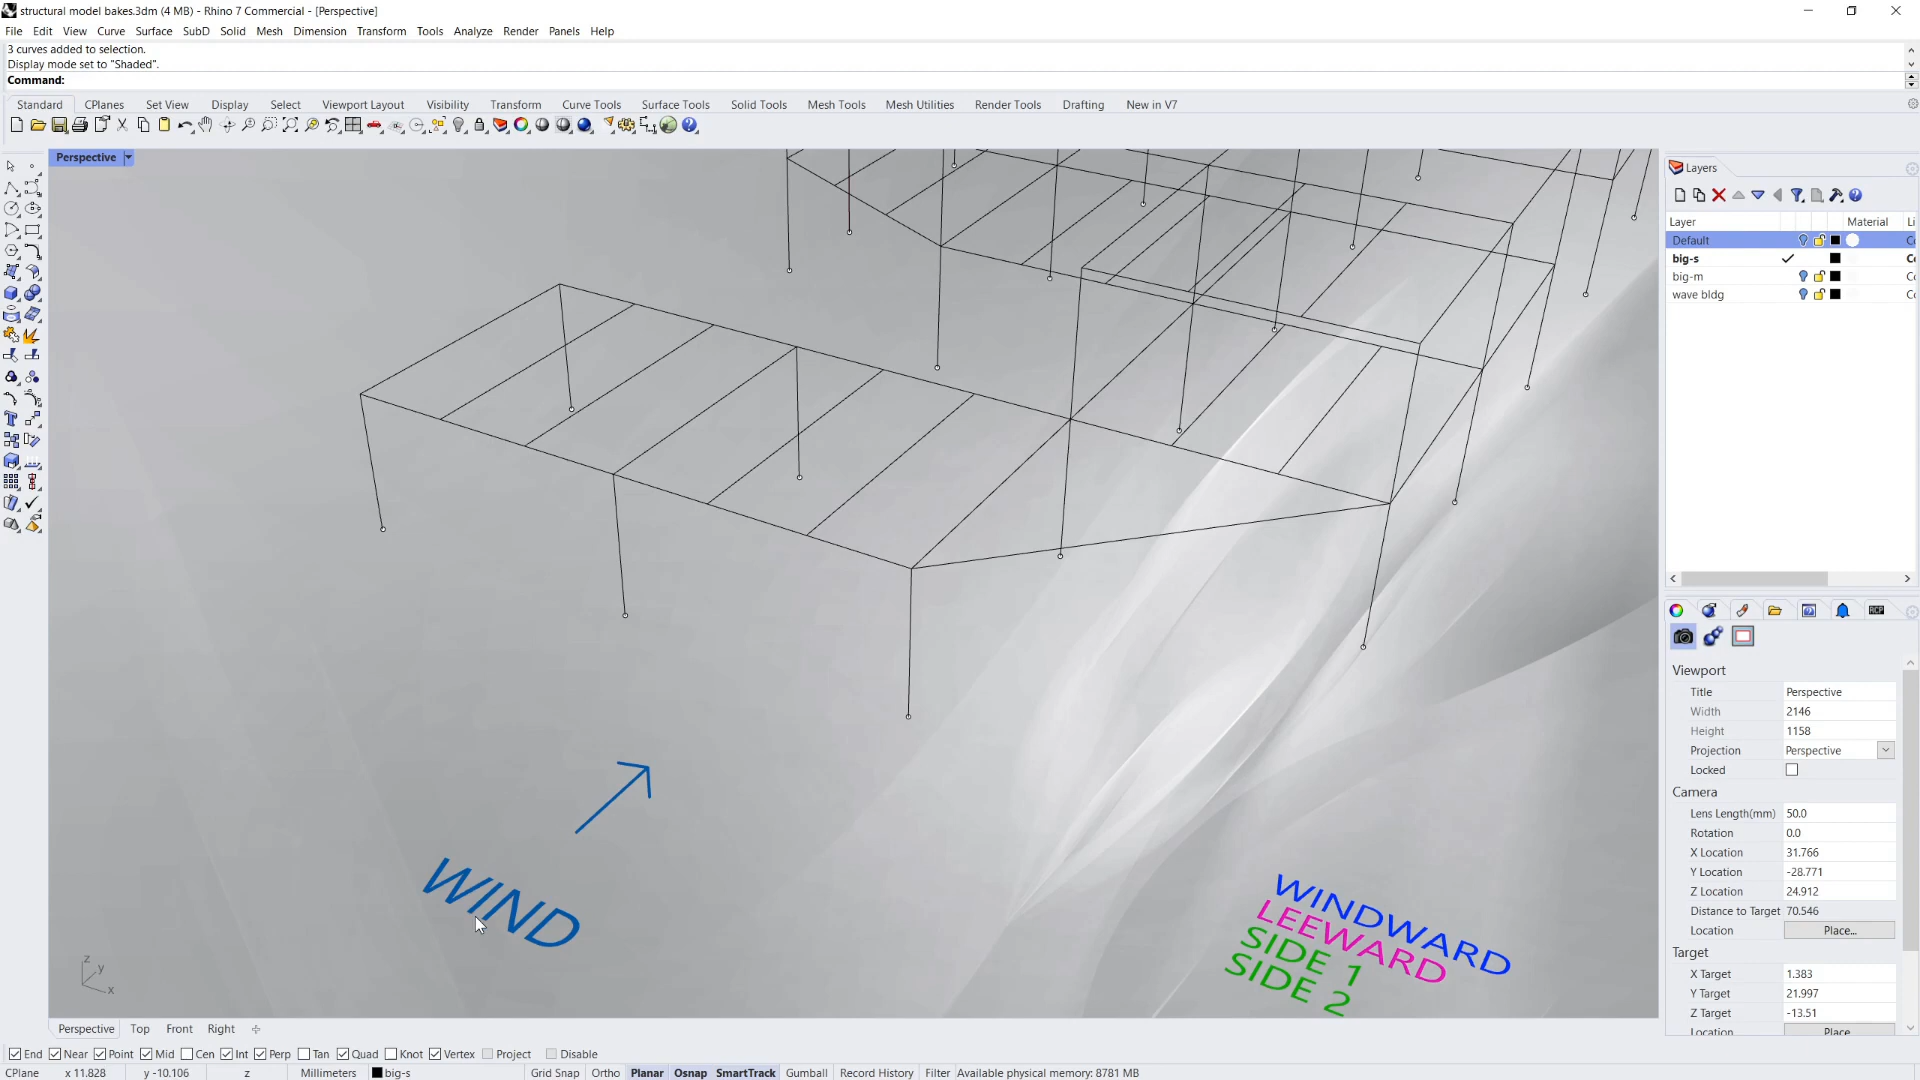 structural model bakes.3dm (4 MB) - Rhino 7 Commercial - [Perspective]
File Edit View Curve Surface SubD Solid Mesh Dimension Transform Tools Analyze Render Panels Help
3 curves added to selection.
Display mode set to "Shaded".
Command:
Standard CPlanes Set View Display Select Viewport Layout Visibility Transform Curve Tools Surface Tools Solid Tools Mesh Tools Mesh Utilities Render Tools Drafting New in V7
Perspective
Layers
Layer Material Li
Default
big-s
big-m
wave bldg
Viewport
Title Perspective
Width 2146
Height 1158
Projection Perspective
Locked
Camera
Lens Length(mm) 50.0
Rotation 0.0
X Location 31.766
Y Location -28.771
Z Location 24.912
Distance to Target 70.546
Location Place...
Target
X Target 1.383
Y Target 21.997
Z Target -13.51
Location Place...
WIND
WINDWARD
LEEWARD
SIDE 1
SIDE 2
z
y
x
Perspective Top Front Right
End Near Point Mid Cen Int Perp Tan Quad Knot Vertex Project Disable
CPlane x 11.828 y -10.106 z Millimeters big-s Grid Snap Ortho Planar Osnap SmartTrack Gumball Record History Filter Available physical memory: 8781 MB